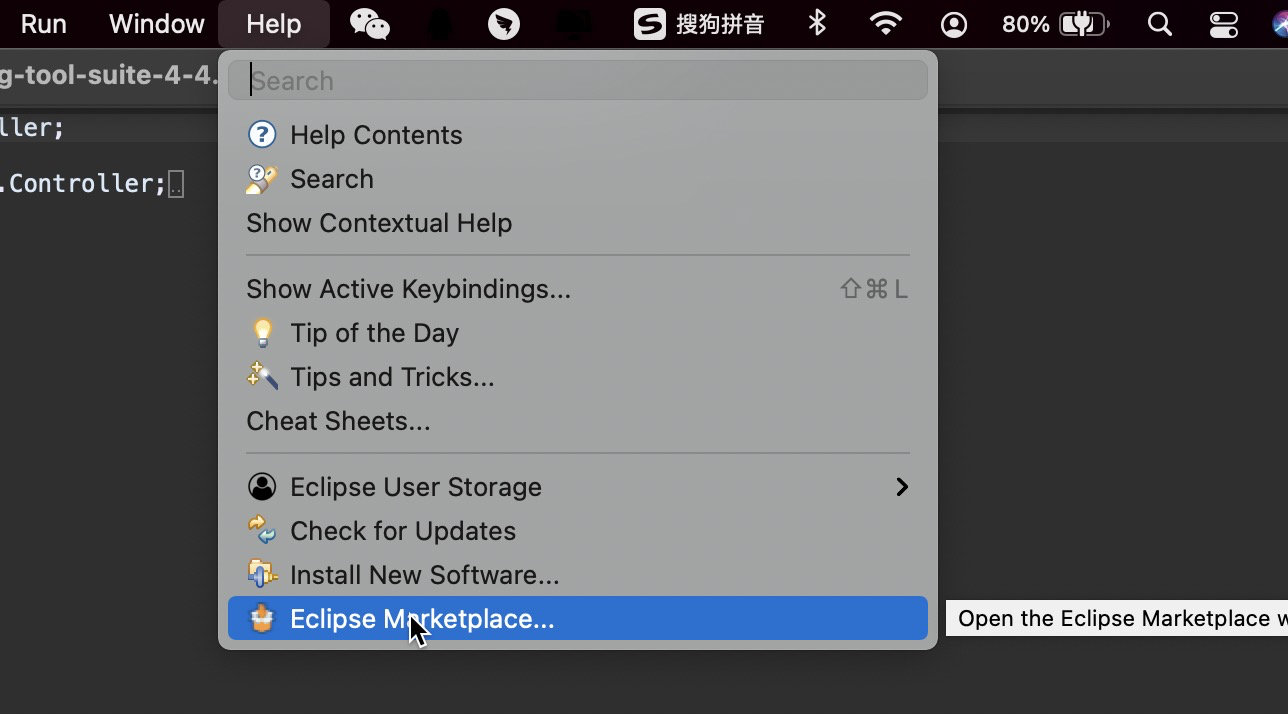 Run Window Help 搜狗拼音 80%
g-tool-suite-4-4.
Search
ller;
Help Contents
Search
.Controller;
Show Contextual Help
Show Active Keybindings... ⇧⌘L
Tip of the Day
Tips and Tricks...
Cheat Sheets...
Eclipse User Storage
Check for Updates
Install New Software...
Eclipse Marketplace...
Open the Eclipse Marketplace w